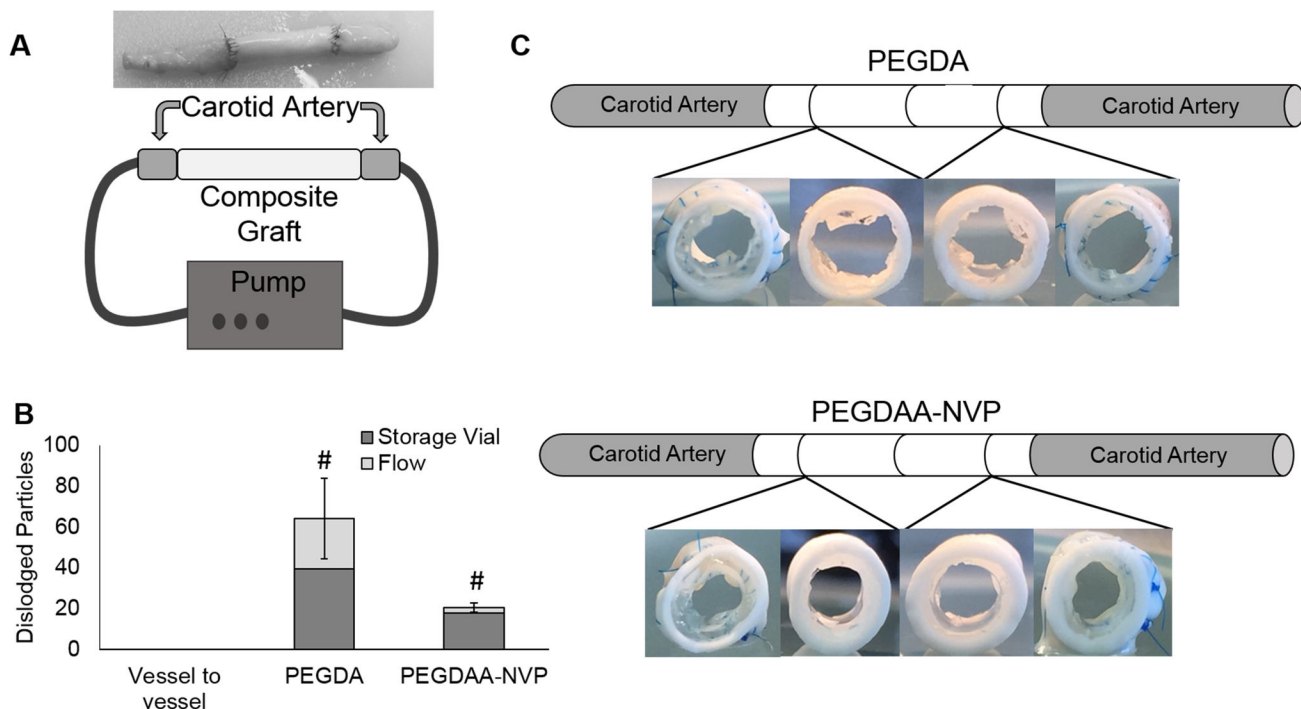 A
Carotid Artery
Composite
Graft
Pump
B
Dislodged Particles
100
80
60
40
20
0
Storage Vial
Flow
#
#
Vessel to
vessel
PEGDA
PEGDAA-NVP
C
PEGDA
Carotid Artery
Carotid Artery
PEGDAA-NVP
Carotid Artery
Carotid Artery